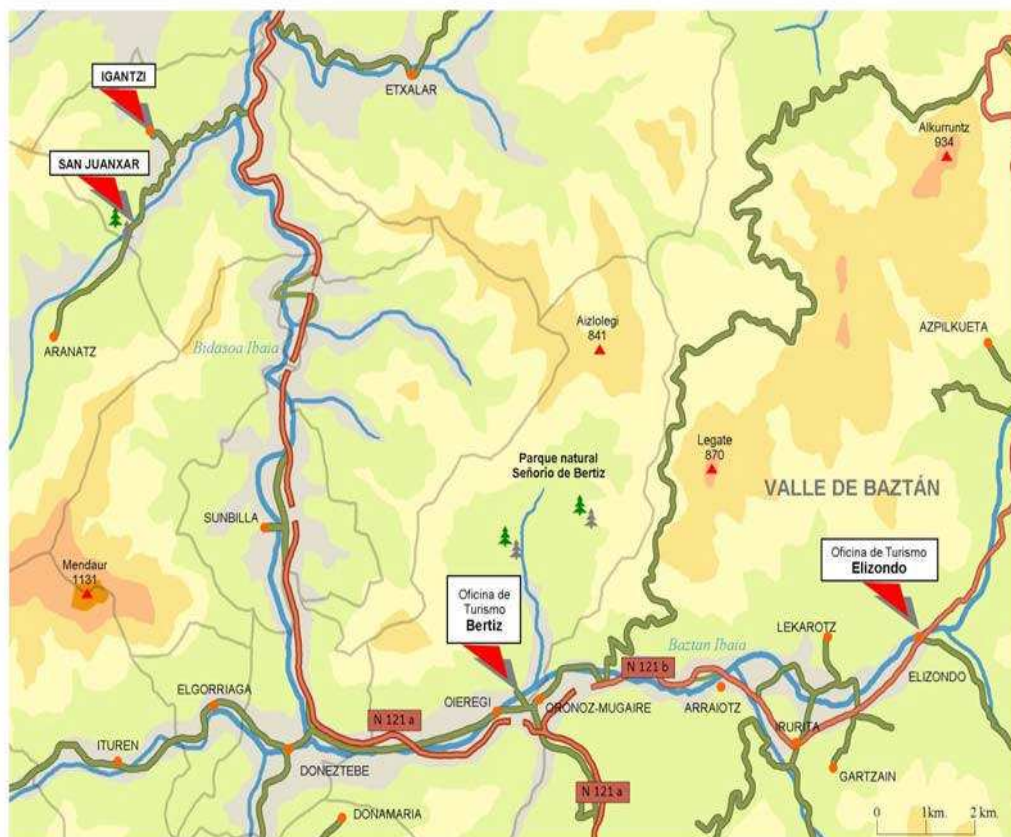 IGANTZI
ETXALAR
Alkurruntz
934
SAN JUANXAR
Aizlolegi
841
AZPILKUETA
ARANATZ
Bidasoa Ibaia
Legate
870
Parque natural
Señorío de Bertiz
VALLE DE BAZTÁN
SUNBILLA
Mendaur
1131
Oficina de Turismo
Elizondo
Oficina de
Turismo
Bertiz
LEKAROTZ
Baztan Ibaia
N 121 b
ELIZONDO
ELGORRIAGA
OIEREGI
ORONOZ-MUGAIRE
ARRAIOTZ
N 121 a
IRURITA
ITUREN
DONEZTEBE
GARTZAIN
N 121 a
DONAMARIA
0 1km. 2 km.